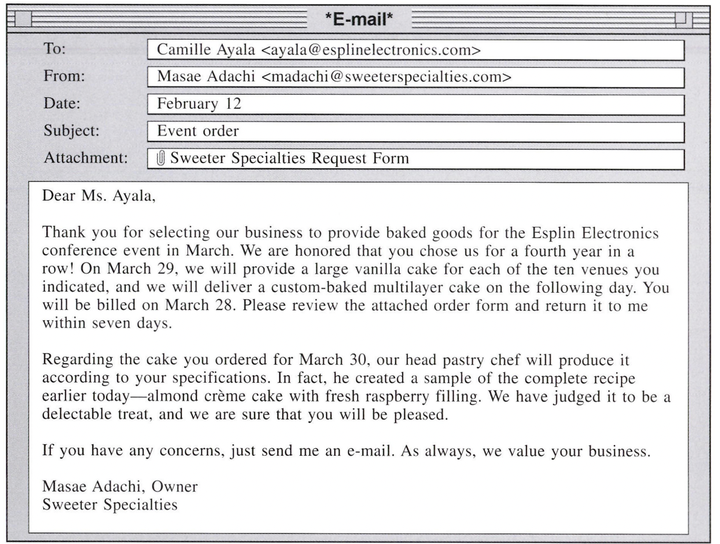 *E-mail*
To: Camille Ayala <ayala@esplinelectronics.com>
From: Masae Adachi <madachi@sweeterspecialties.com>
Date: February 12
Subject: Event order
Attachment: Sweeter Specialties Request Form
Dear Ms. Ayala,
Thank you for selecting our business to provide baked goods for the Esplin Electronics
conference event in March. We are honored that you chose us for a fourth year in a
row! On March 29, we will provide a large vanilla cake for each of the ten venues you
indicated, and we will deliver a custom-baked multilayer cake on the following day. You
will be billed on March 28. Please review the attached order form and return it to me
within seven days.
Regarding the cake you ordered for March 30, our head pastry chef will produce it
according to your specifications. In fact, he created a sample of the complete recipe
earlier today—almond crème cake with fresh raspberry filling. We have judged it to be a
delectable treat, and we are sure that you will be pleased.
If you have any concerns, just send me an e-mail. As always, we value your business.
Masae Adachi, Owner
Sweeter Specialties